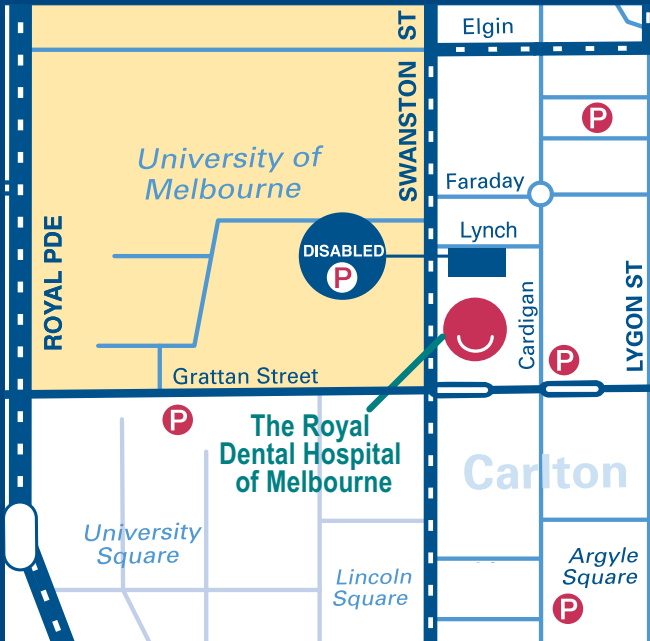 Elgin
SWANSTON ST
P
University of
Melbourne
Faraday
ROYAL PDE
Lynch
DISABLED
P
LYGON ST
Cardigan
P
Grattan Street
P
The Royal
Dental Hospital
of Melbourne
Carlton
University
Square
Argyle
Square
Lincoln
Square
P